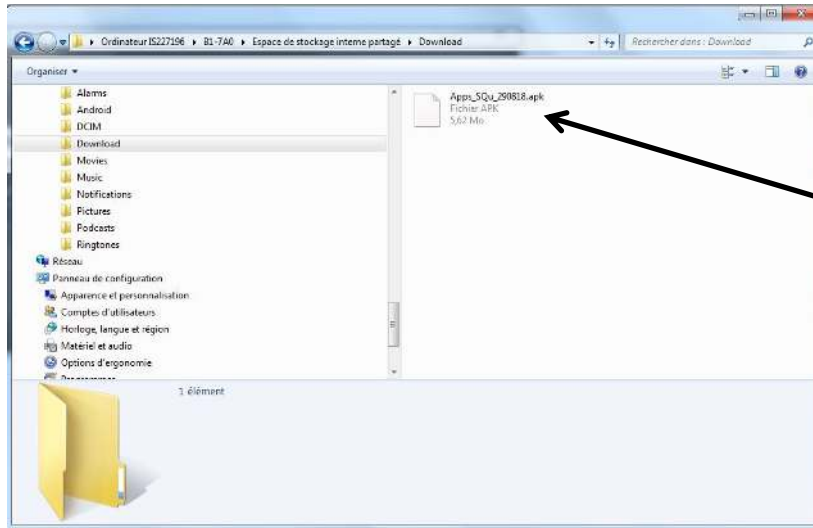 Ordinateur IS227196 ▸ B1-7A0 ▸ Espace de stockage interne partagé ▸ Download
Rechercher dans : Download
Organiser
Alarms
Android
DCIM
Download
Movies
Music
Notifications
Pictures
Podcasts
Ringtones
Réseau
Panneau de configuration
Apparence et personnalisation
Comptes d'utilisateurs
Horloge, langue et région
Matériel et audio
Options d'ergonomie
Apps_SQu_290818.apk
Fichier APK
5,62 Mo
1 élément